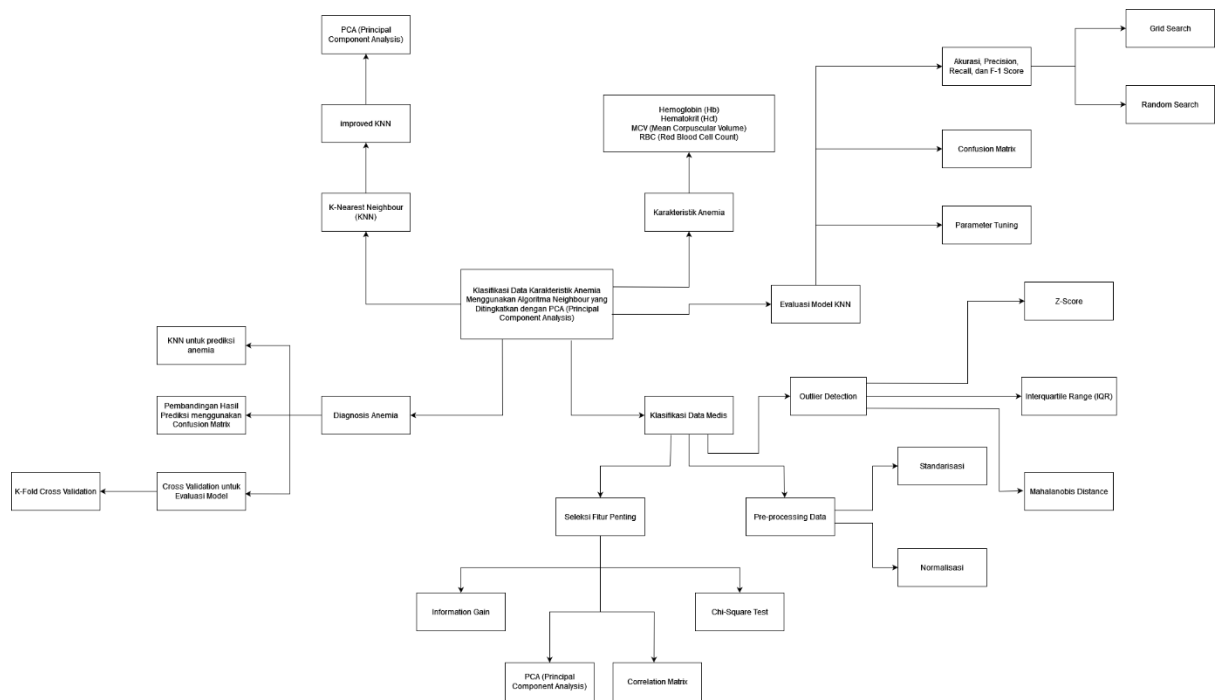 PCA (Principal
Component Analysis)
Grid Search
Akurasi, Precision,
Recall, dan F-1 Score
Random Search
improved KNN
Hemoglobin (Hb)
Hematokrit (Hct)
MCV (Mean Corpuscular Volume)
RBC (Red Blood Cell Count)
Confusion Matrix
K-Nearest Neighbour
(KNN)
Karakteristik Anemia
Parameter Tuning
Klasifikasi Data Karakteristik Anemia
Menggunakan Algoritma Neighbour yang
Ditingkatkan dengan PCA (Principal
Component Analysis)
Evaluasi Model KNN
Z-Score
KNN untuk prediksi
anemia
Pembandingan Hasil
Prediksi menggunakan
Confusion Matrix
Diagnosis Anemia
Klasifikasi Data Medis
Outlier Detection
Interquartile Range (IQR)
K-Fold Cross Validation
Cross Validation untuk
Evaluasi Model
Standarisasi
Mahalanobis Distance
Seleksi Fitur Penting
Pre-processing Data
Normalisasi
Information Gain
Chi-Square Test
PCA (Principal
Component Analysis)
Correlation Matrix